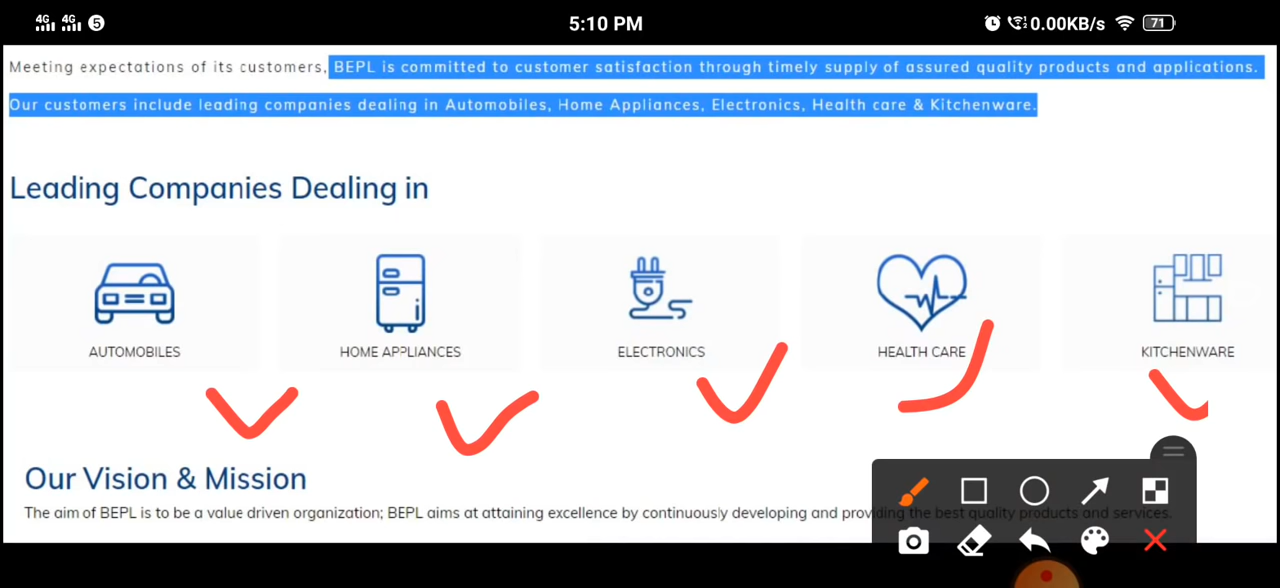 4G 4G 5 5:10 PM 0.00KB/s 71
Meeting expectations of its customers, BEPL is committed to customer satisfaction through timely supply of assured quality products and applications.
Our customers include leading companies dealing in Automobiles, Home Appliances, Electronics, Health care & Kitchenware.
Leading Companies Dealing in
AUTOMOBILES HOME APPLIANCES ELECTRONICS HEALTH CARE KITCHENWARE
Our Vision & Mission
The aim of BEPL is to be a value driven organization; BEPL aims at attaining excellence by continuously developing and providing the best quality products and services.